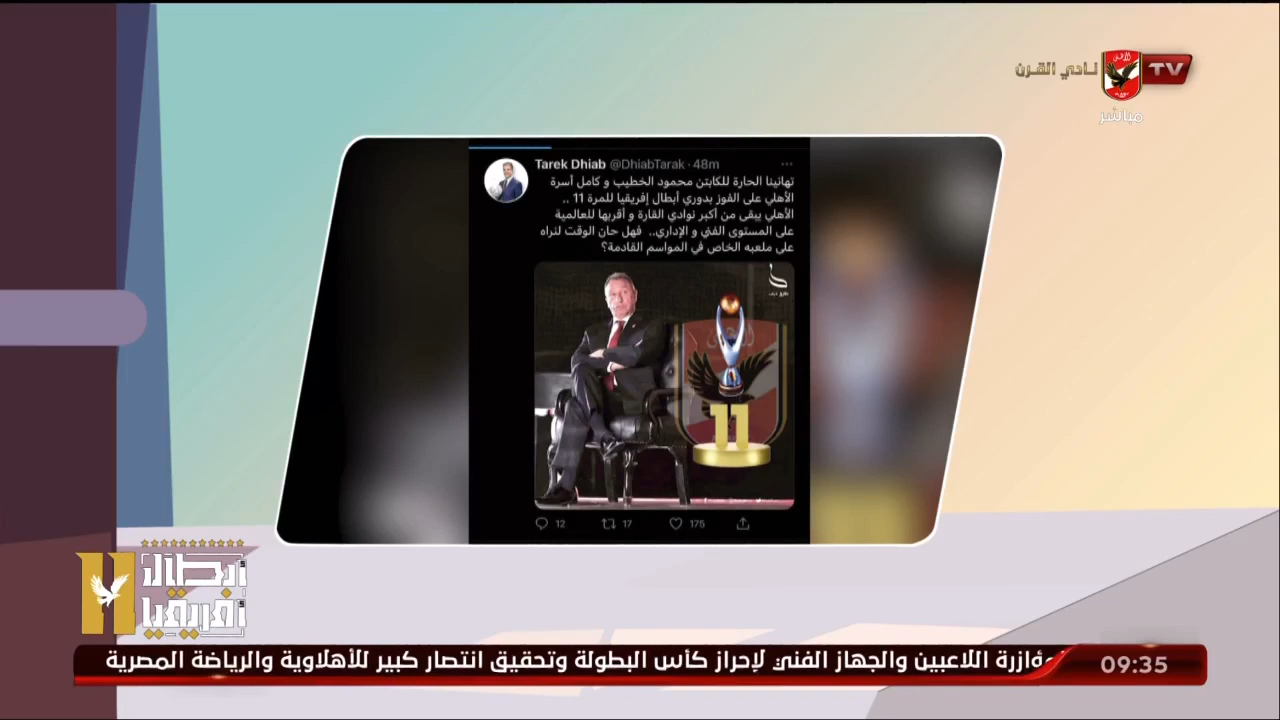 نادي القرن
TV
مباشر
Tarek Dhiab @DhiabTarak · 48m
تهانينا الحارة للكابتن محمود الخطيب و كامل أسرة
الأهلي على الفوز بدوري أبطال إفريقيا للمرة 11 ..
الأهلي يبقى من أكبر نوادي القارة و أقربها للعالمية
على المستوى الفني و الإداري.. فهل حان الوقت لنراه
على ملعبه الخاص في المواسم القادمة؟
11
12
17
175
11
أبطال
أفريقيا
مؤازرة اللاعبين والجهاز الفني لإحراز كأس البطولة وتحقيق انتصار كبير للأهلاوية والرياضة المصرية
09:35